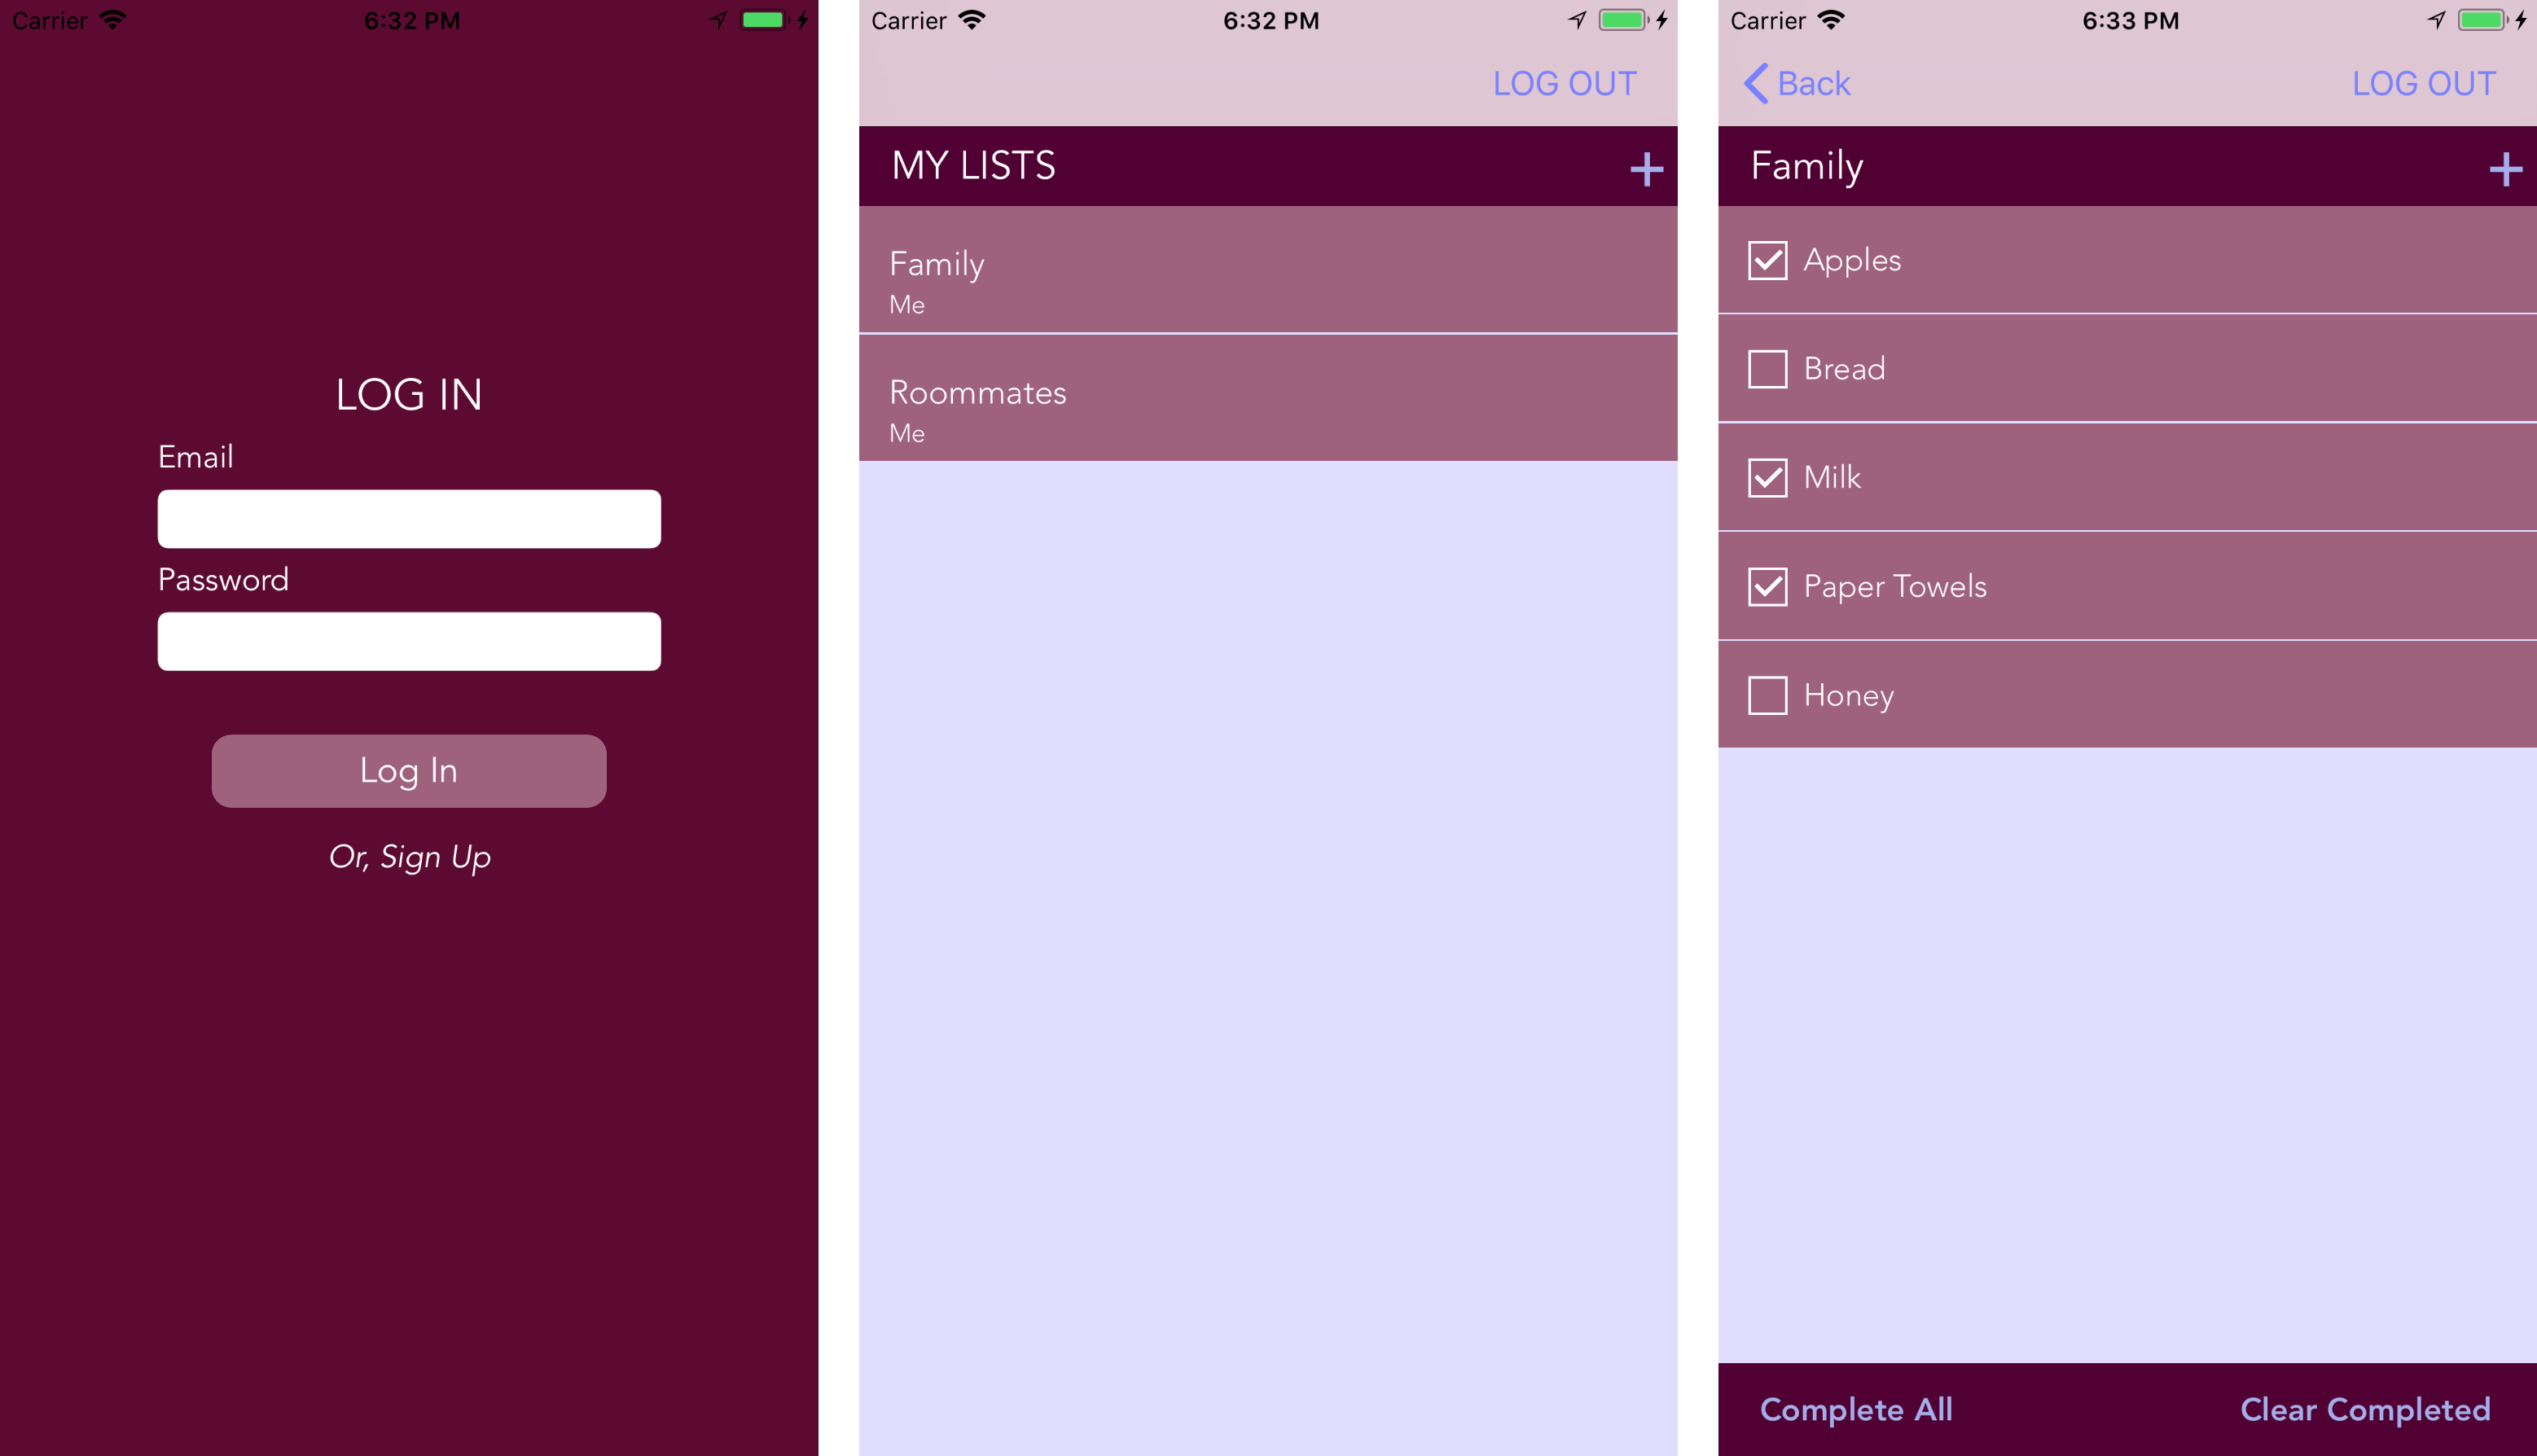 Carrier 6:32 PM
LOG IN
Email
Password
Log In
Or, Sign Up
Carrier 6:32 PM
LOG OUT
MY LISTS +
Family
Me
Roommates
Me
Carrier 6:33 PM
Back LOG OUT
Family +
Apples
Bread
Milk
Paper Towels
Honey
Complete All Clear Completed